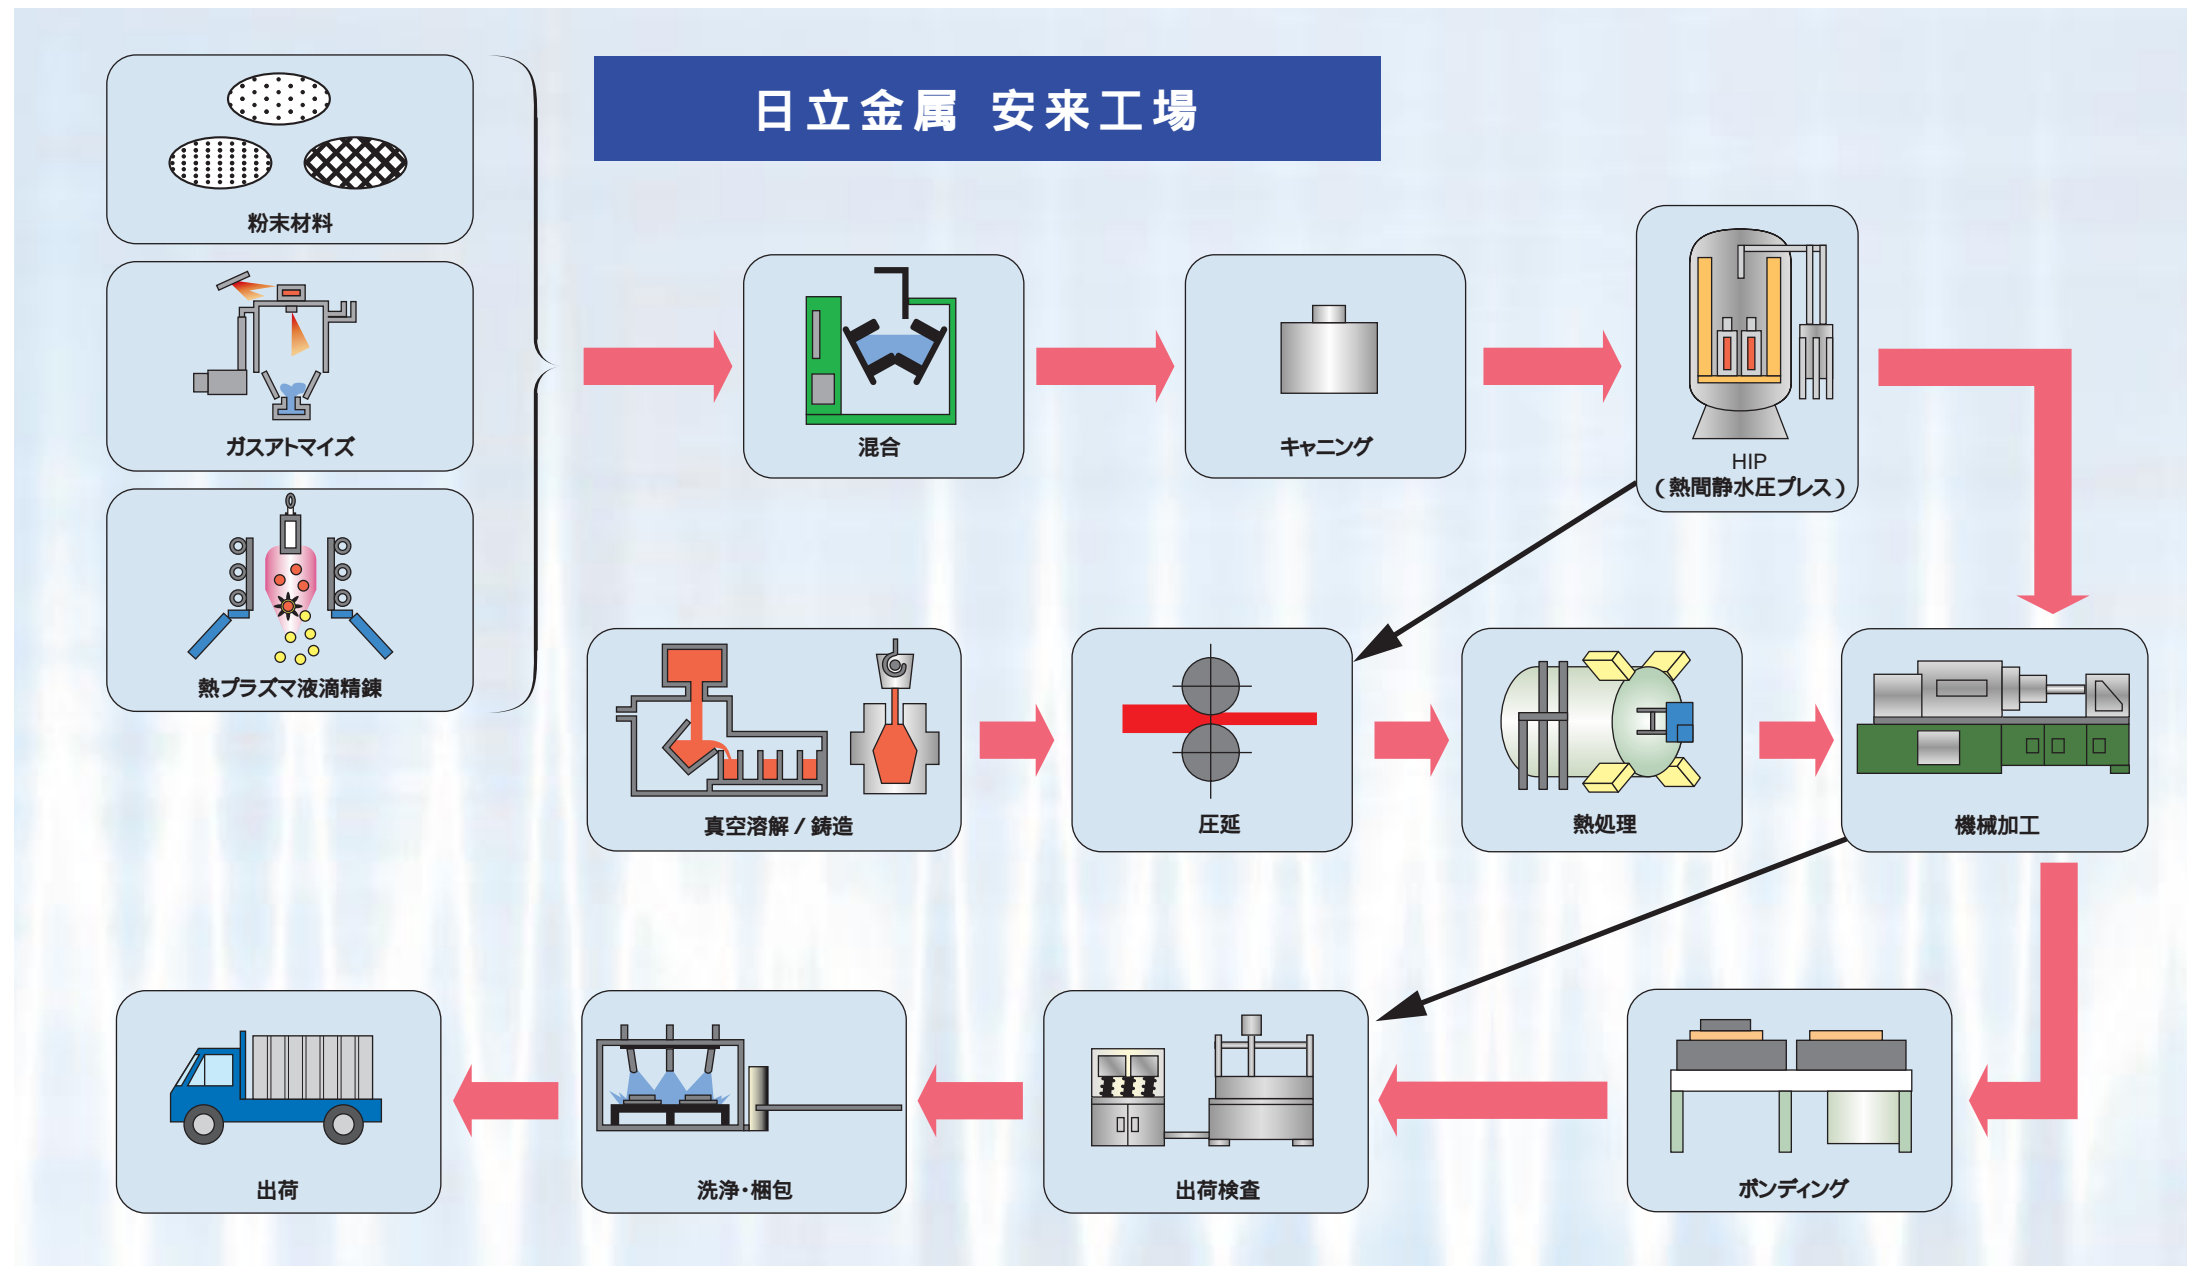 日立金属 安来工場
粉末材料
ガスアトマイズ
熱プラズマ液滴精錬
混合
キャニング
HIP
(熱間静水圧プレス)
真空溶解/鋳造
圧延
熱処理
機械加工
出荷
洗浄・梱包
出荷検査
ボンディング